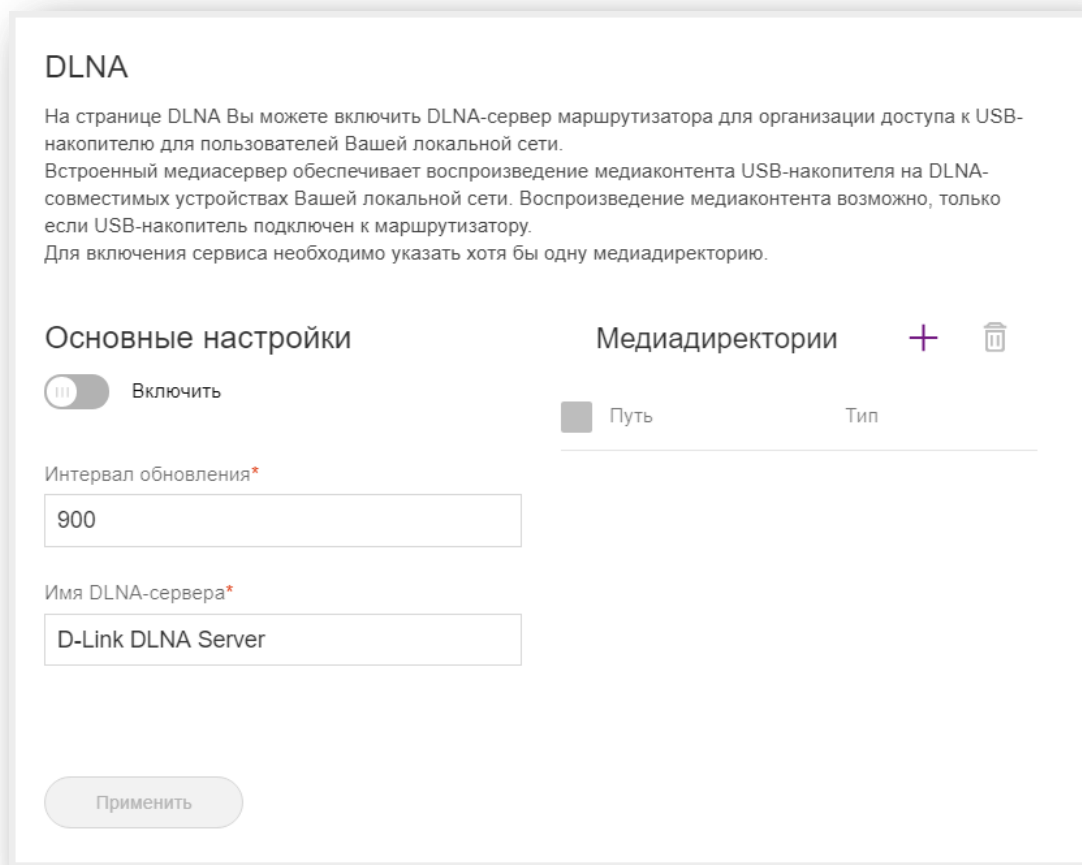 DLNA
На странице DLNA Вы можете включить DLNA-сервер маршрутизатора для организации доступа к USB-
накопителю для пользователей Вашей локальной сети.
Встроенный медиасервер обеспечивает воспроизведение медиаконтента USB-накопителя на DLNA-
совместимых устройствах Вашей локальной сети. Воспроизведение медиаконтента возможно, только
если USB-накопитель подключен к маршрутизатору.
Для включения сервиса необходимо указать хотя бы одну медиадиректорию.
Основные настройки
Включить
Интервал обновления*
900
Имя DLNA-сервера*
D-Link DLNA Server
Применить
Медиадиректории
Путь Тип